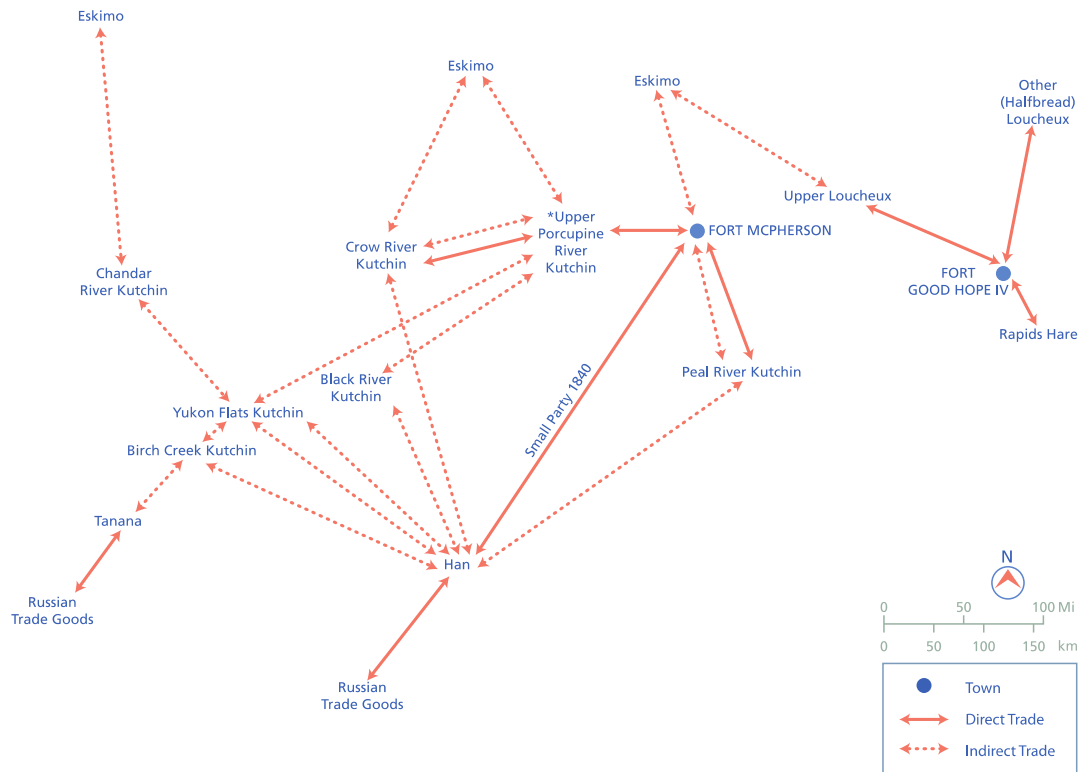 Eskimo
Eskimo
Eskimo
Other
(Halfbread)
Loucheux
Upper Loucheux
*Upper
Porcupine
River
Kutchin
FORT MCPHERSON
Crow River
Kutchin
Chandar
River Kutchin
FORT
GOOD HOPE IV
Rapids Hare
Black River
Kutchin
Peal River Kutchin
Small Party 1840
Yukon Flats Kutchin
Birch Creek Kutchin
Tanana
Han
Russian
Trade Goods
Russian
Trade Goods
N
0 50 100 Mi
0 50 100 150 km
Town
Direct Trade
Indirect Trade